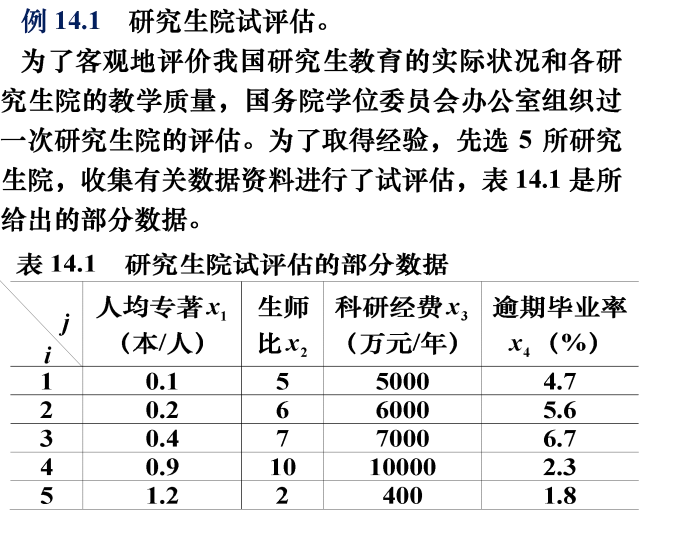 例 14.1 研究生院试评估。
为了客观地评价我国研究生教育的实际状况和各研
究生院的教学质量，国务院学位委员会办公室组织过
一次研究生院的评估。为了取得经验，先选 5 所研究
生院，收集有关数据资料进行了试评估，表 14.1 是所
给出的部分数据。
表 14.1 研究生院试评估的部分数据
j 人均专著 x₁ 生师 科研经费 x₃ 逾期毕业率
i （本/人） 比 x₂ （万元/年） x₄（%）
1 0.1 5 5000 4.7
2 0.2 6 6000 5.6
3 0.4 7 7000 6.7
4 0.9 10 10000 2.3
5 1.2 2 400 1.8